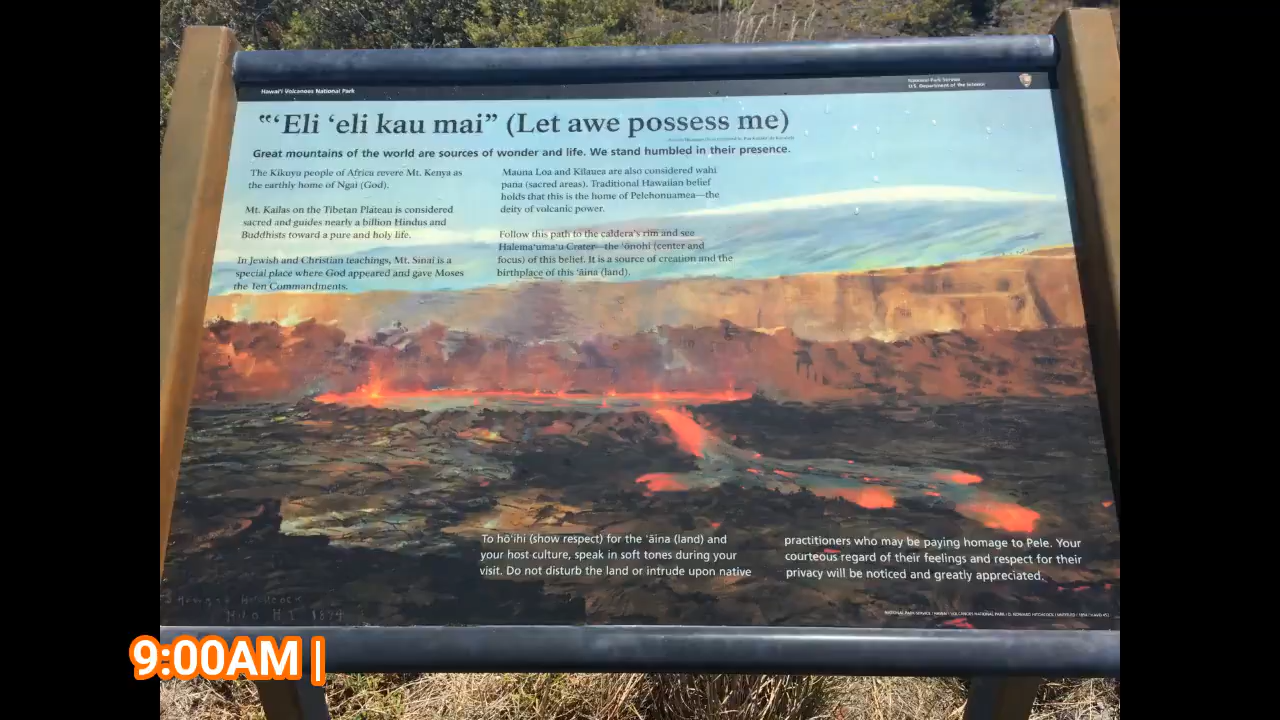 Hawai'i Volcanoes National Park
National Park Service
U.S. Department of the Interior
"'Eli 'eli kau mai" (Let awe possess me)
Great mountains of the world are sources of wonder and life. We stand humbled in their presence.
The Kikuyu people of Africa revere Mt. Kenya as
the earthly home of Ngai (God).
Mt. Kailas on the Tibetan Plateau is considered
sacred and guides nearly a billion Hindus and
Buddhists toward a pure and holy life.
In Jewish and Christian teachings, Mt. Sinai is a
special place where God appeared and gave Moses
the Ten Commandments.
Mauna Loa and Kīlauea are also considered wahi
pana (sacred areas). Traditional Hawaiian belief
holds that this is the home of Pelehonuamea—the
deity of volcanic power.
Follow this path to the caldera's rim and see
Halema'uma'u Crater—the 'ōnohi (center and
focus) of this belief. It is a source of creation and the
birthplace of this 'āina (land).
To hō'ihi (show respect) for the 'āina (land) and
your host culture, speak in soft tones during your
visit. Do not disturb the land or intrude upon native
practitioners who may be paying homage to Pele. Your
courteous regard of their feelings and respect for their
privacy will be noticed and greatly appreciated.
D. Howard Hitchcock
Hilo H.I. 1894
9:00AM |